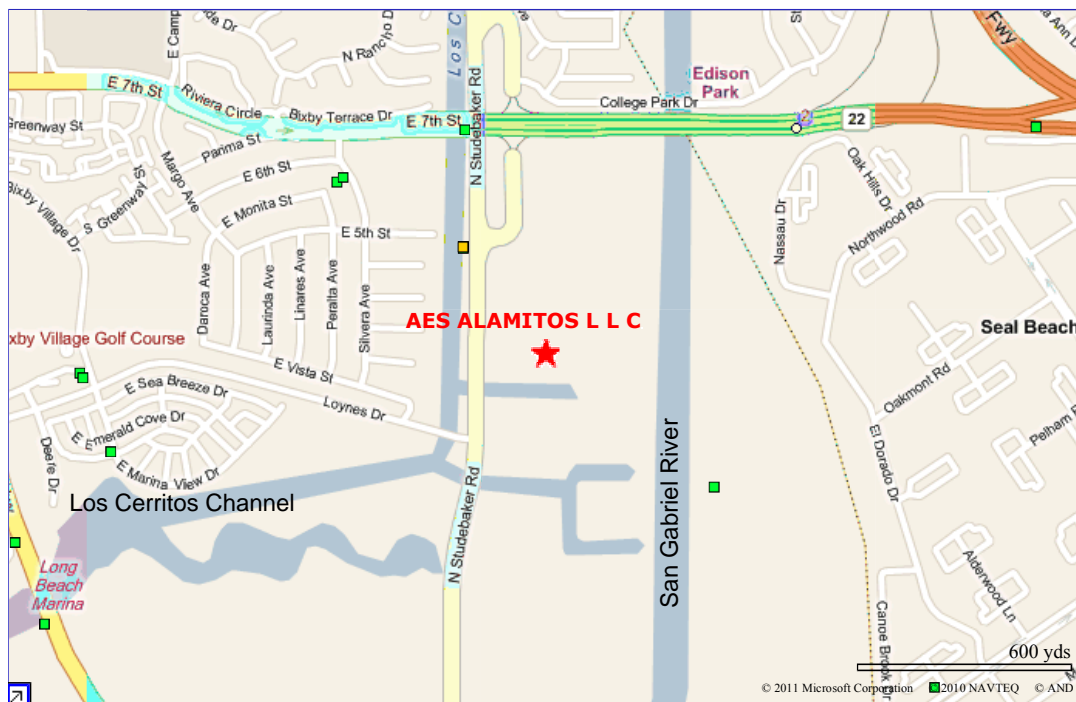 E Camp
de Dr
N Rancho D
Los C
N Studebaker Rd
St
Fwy
a Ann D
E 7th St
Riviera Circle
Bixby Terrace Dr
E 7th St
College Park Dr
Edison
Park
22
Greenway St
Parima St
Margo Ave
S Greenway St
Bixby Village Dr
E 6th St
E Monita St
E 5th St
Daroca Ave
Laurinda Ave
Linares Ave
Peralta Ave
Silvera Ave
Oak Hills Dr
Nassau Dr
Northwood Rd
AES ALAMITOS L L C
Seal Beach
xby Village Golf Course
E Vista St
E Sea Breeze Dr
Loynes Dr
E Emerald Cove Dr
E Marina View Dr
Deere Dr
Oakmont Rd
El Dorado Dr
Pelham
Los Cerritos Channel
N Studebaker Rd
San Gabriel River
Long
Beach
Marina
Alderwood Ln
Canoe Brook Dr
600 yds
© 2011 Microsoft Corporation 2010 NAVTEQ © AND